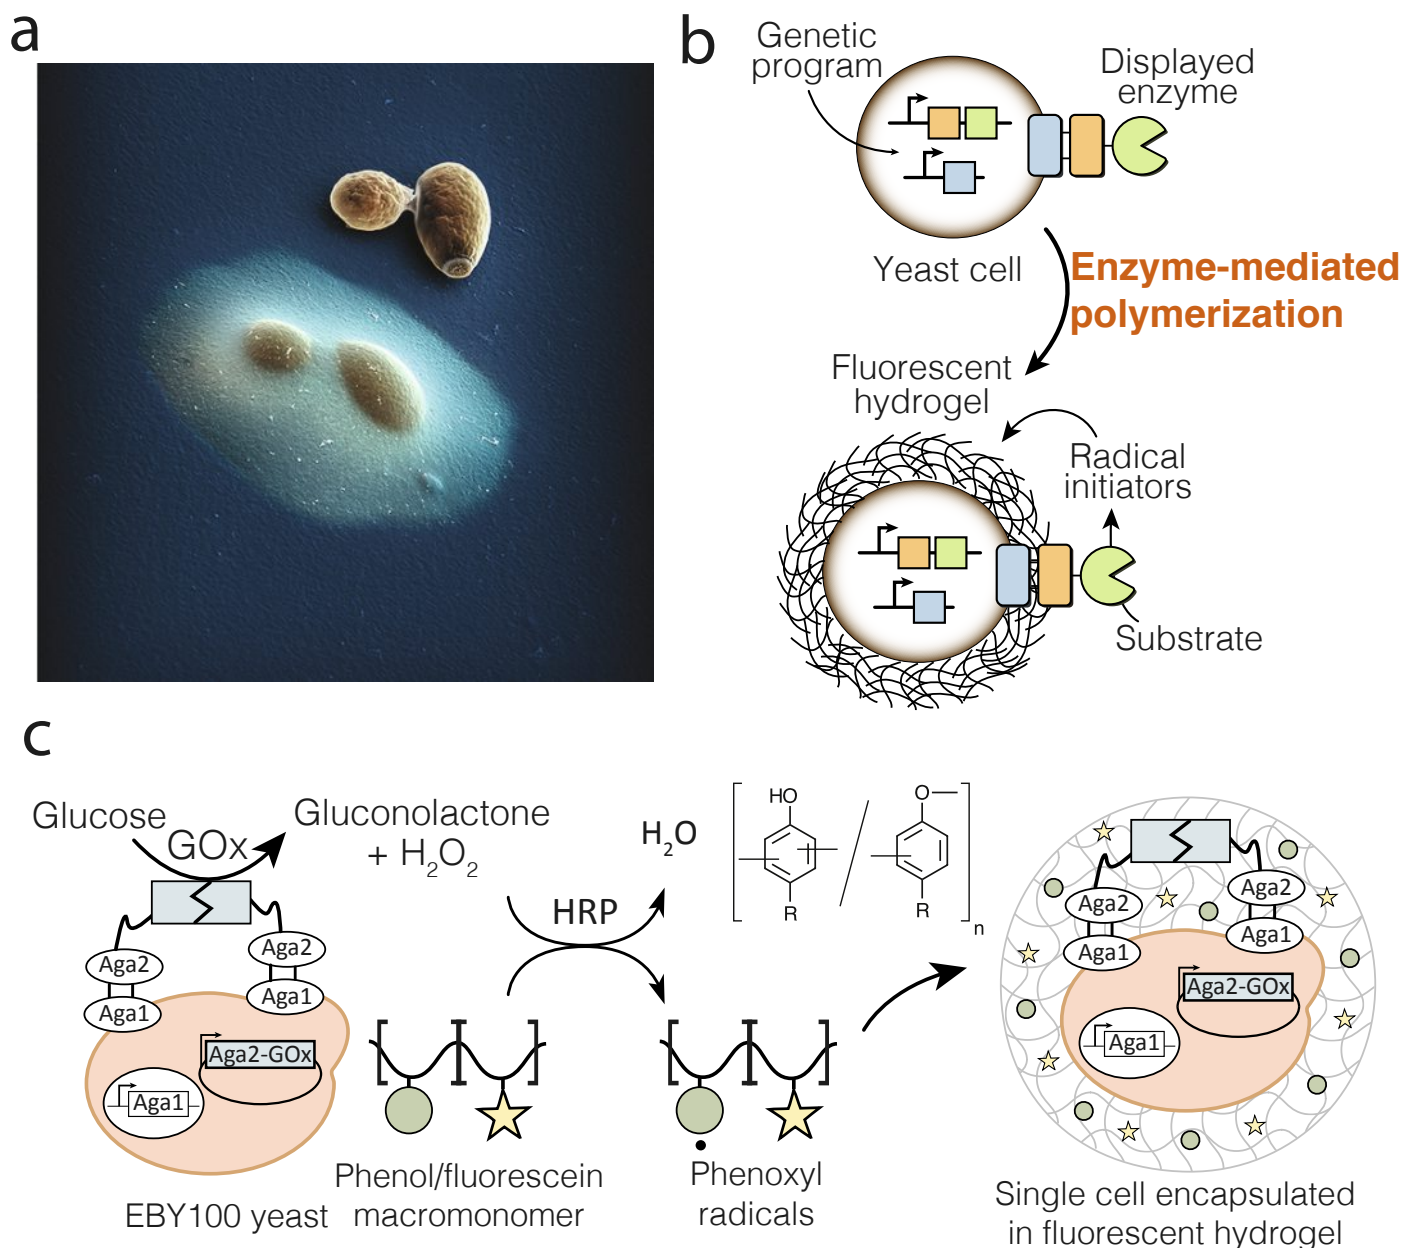 a
b
Genetic
program
Displayed
enzyme
Yeast cell
Enzyme-mediated
polymerization
Fluorescent
hydrogel
Radical
initiators
Substrate
c
Glucose
GOx
Gluconolactone
+ H₂O₂
HRP
H₂O
HO
R
O
R
n
Aga2
Aga1
Aga2
Aga1
Aga2-GOx
Aga1
EBY100 yeast
Phenol/fluorescein
macromonomer
Phenoxyl
radicals
Aga2
Aga1
Aga2
Aga1
Aga2-GOx
Aga1
Single cell encapsulated
in fluorescent hydrogel